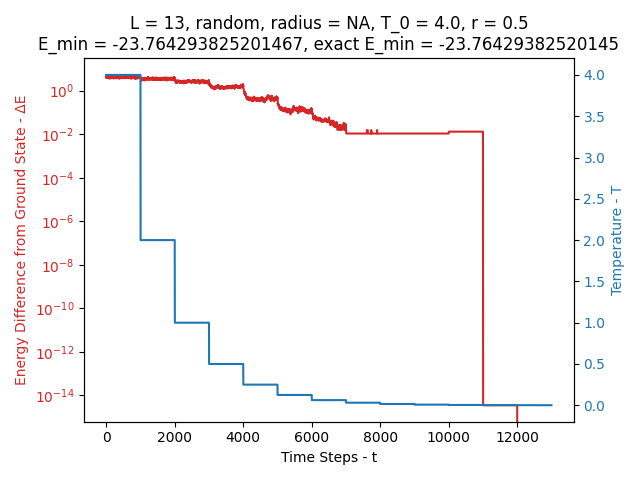 L = 13, random, radius = NA, T_0 = 4.0, r = 0.5
E_min = -23.764293825201467, exact E_min = -23.76429382520145
Energy Difference from Ground State - ΔE
10⁰
10⁻²
10⁻⁴
10⁻⁶
10⁻⁸
10⁻¹⁰
10⁻¹²
10⁻¹⁴
4.0
3.5
3.0
2.5
2.0
1.5
1.0
0.5
0.0
Temperature - T
0 2000 4000 6000 8000 10000 12000
Time Steps - t